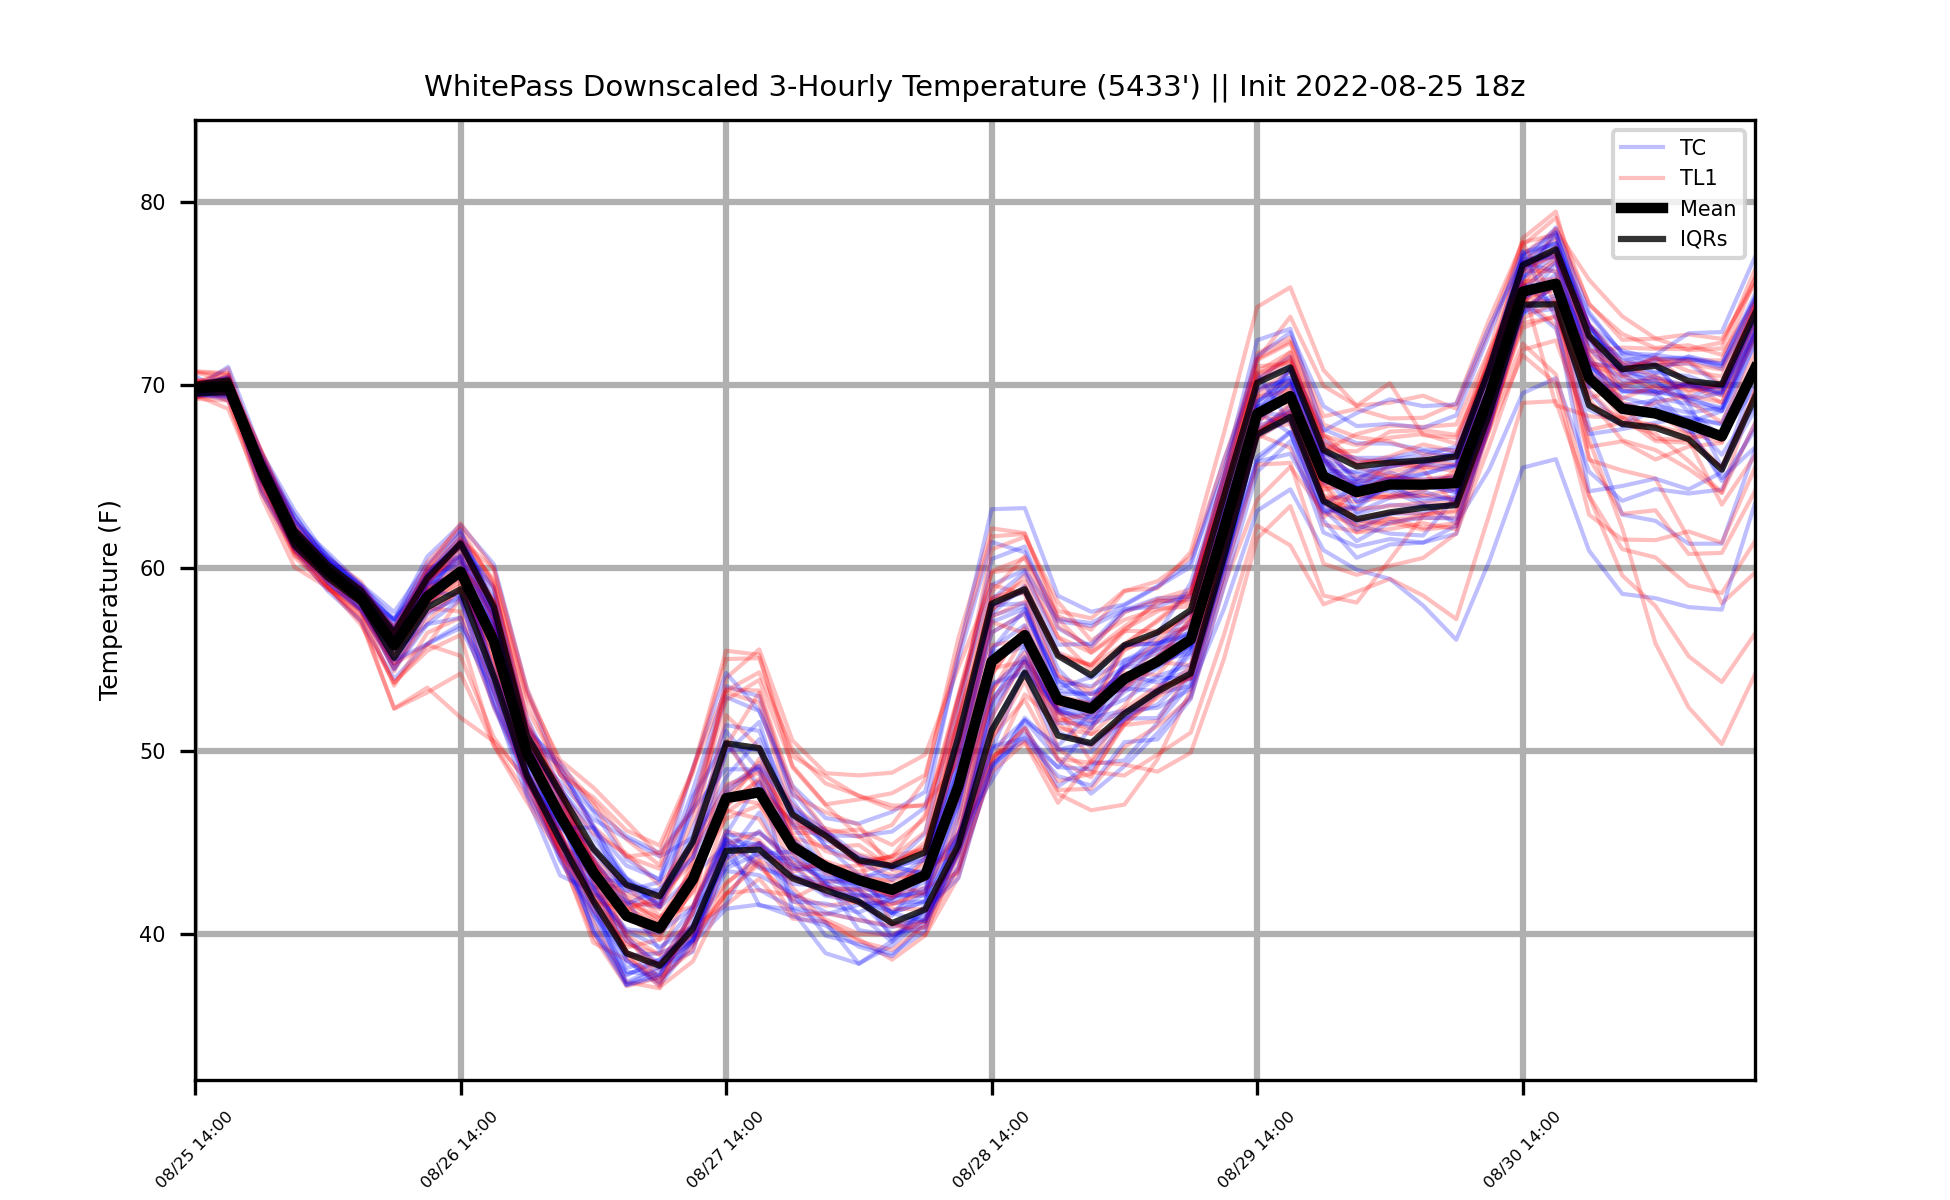 WhitePass Downscaled 3-Hourly Temperature (5433') || Init 2022-08-25 18z
TC
TL1
Mean
IQRs
Temperature (F)
80
70
60
50
40
08/25 14:00
08/26 14:00
08/27 14:00
08/28 14:00
08/29 14:00
08/30 14:00